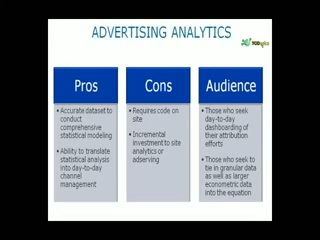 ADVERTISING ANALYTICS
Pros
• Accurate dataset to
conduct
comprehensive
statistical modeling
• Ability to translate
statistical analysis
into day-to-day
channel
management
Cons
• Requires code on
site
• Incremental
investment to site
analytics or
adserving
Audience
• Those who seek
day-to-day
dashboarding of
their attribution
efforts
• Those who seek to
tie in granular data
as well as larger
econometric data
into the equation